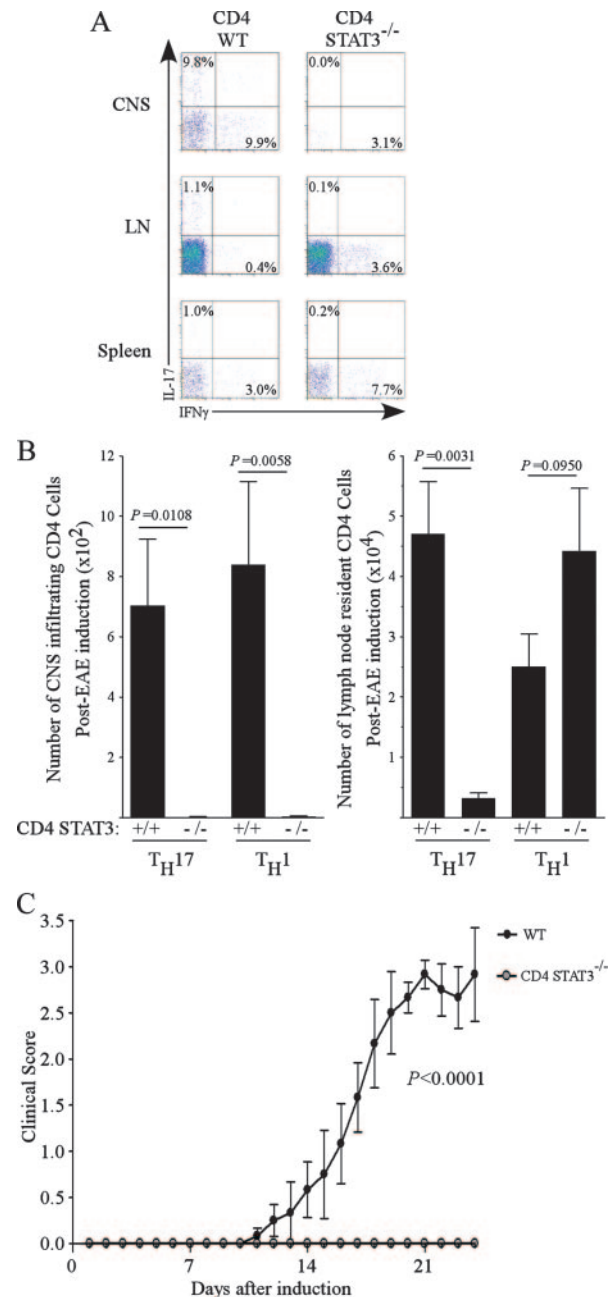 A
CD4
WT
CD4
STAT3-/-
CNS
9.8%
9.9%
0.0%
3.1%
LN
1.1%
0.4%
0.1%
3.6%
Spleen
1.0%
3.0%
0.2%
7.7%
IL-17
IFNγ
B
Number of CNS infiltrating CD4 Cells
Post-EAE induction (x102)
12
10
8
6
4
2
P=0.0108
P=0.0058
CD4 STAT3:
+/+
- /-
+/+
- /-
TH17
TH1
Number of lymph node resident CD4 Cells
Post-EAE induction (x104)
6
5
4
3
2
1
P=0.0031
P=0.0950
+/+
- /-
+/+
- /-
TH17
TH1
C
Clinical Score
3.5
3.0
2.5
2.0
1.5
1.0
0.5
0.0
0
7
14
21
Days after induction
WT
CD4 STAT3-/-
P<0.0001